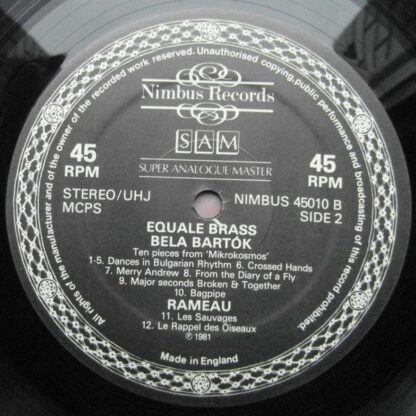 All rights of the manufacturer and of the owner of the recorded work reserved. Unauthorised copying, public performance and broadcasting of this record prohibited.
Nimbus Records
SAM
SUPER ANALOGUE MASTER
45
RPM
45
RPM
STEREO/UHJ
MCPS
NIMBUS 45010 B
SIDE 2
EQUALE BRASS
BELA BARTÓK
Ten pieces from 'Mikrokosmos'
1-5. Dances in Bulgarian Rhythm 6. Crossed Hands
7. Merry Andrew 8. From the Diary of a Fly
9. Major seconds Broken & Together
10. Bagpipe
RAMEAU
11. Les Sauvages
12. Le Rappel des Oiseaux
℗ 1981
Made in England